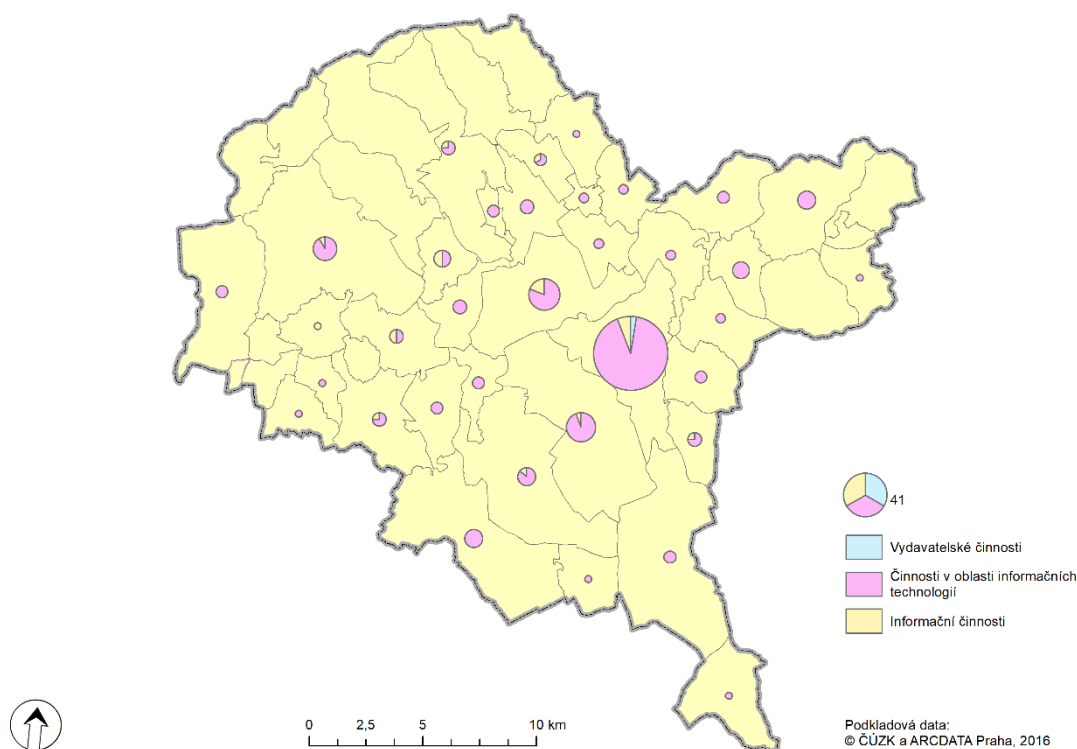 41
Vydavatelské činnosti
Činnosti v oblasti informačních
technologií
Informační činnosti
0 2,5 5 10 km
Podkladová data:
© ČÚZK a ARCDATA Praha, 2016